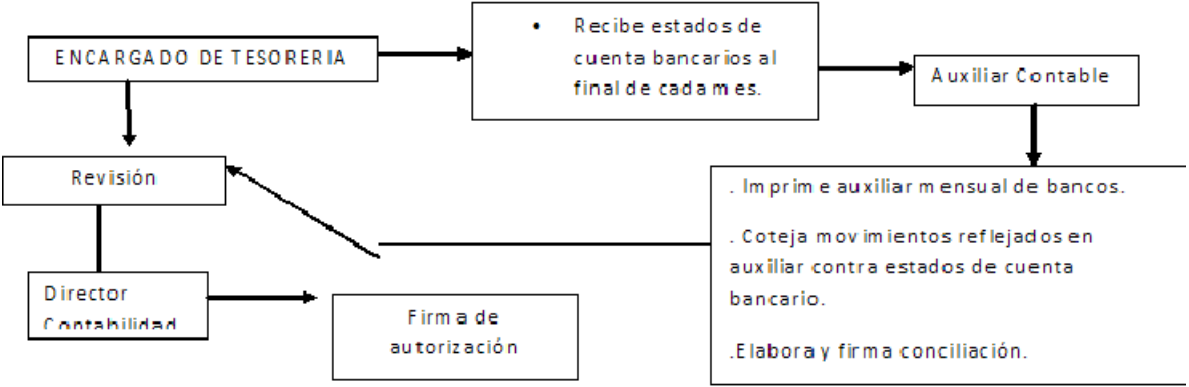 ENCARGADO DE TESORERIA
• Recibe estados de
cuenta bancarios al
final de cada mes.
Auxiliar Contable
Revisión
. Imprime auxiliar mensual de bancos.
. Coteja movimientos reflejados en
auxiliar contra estados de cuenta
bancario.
.Elabora y firma conciliación.
Director
Contabilidad
Firma de
autorización